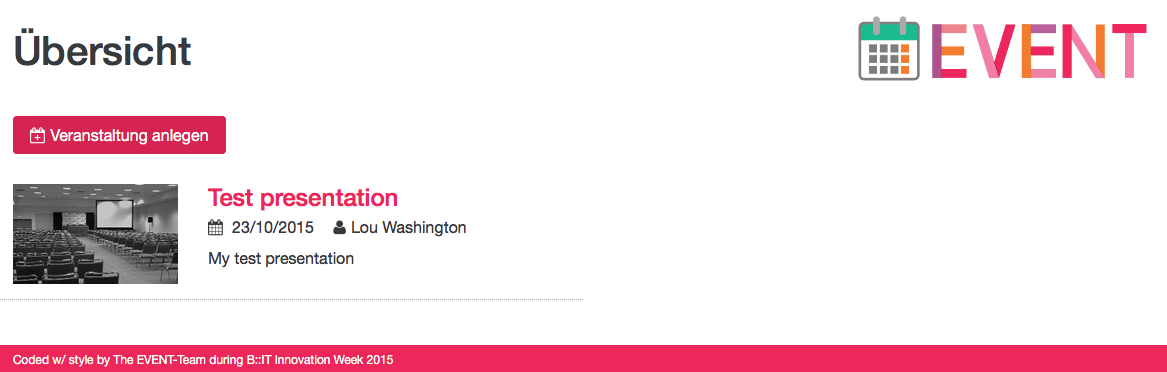 Übersicht
EVENT
Veranstaltung anlegen
Test presentation
23/10/2015 Lou Washington
My test presentation
Coded w/ style by The EVENT-Team during B::IT Innovation Week 2015